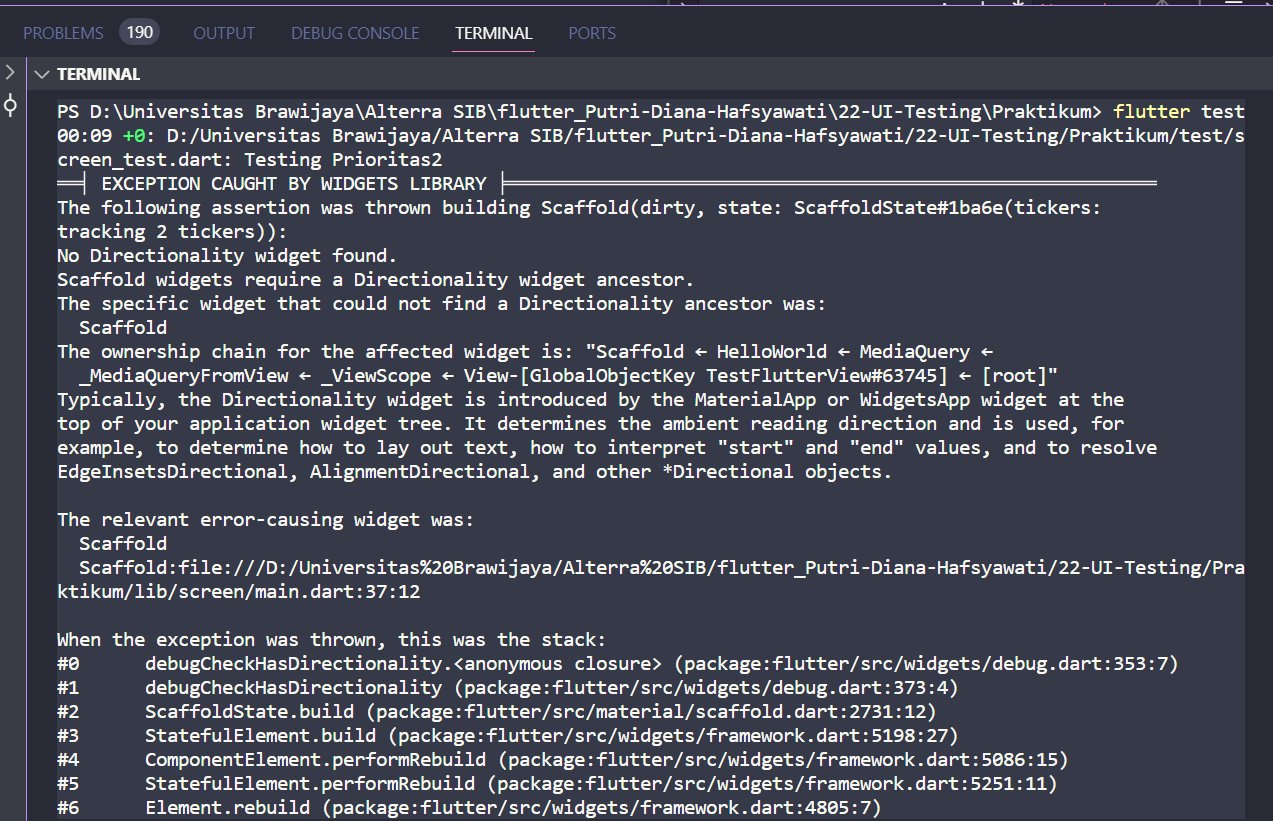 PROBLEMS 190 OUTPUT DEBUG CONSOLE TERMINAL PORTS
TERMINAL
PS D:\Universitas Brawijaya\Alterra SIB\flutter_Putri-Diana-Hafsyawati\22-UI-Testing\Praktikum> flutter test
00:09 +0: D:/Universitas Brawijaya/Alterra SIB/flutter_Putri-Diana-Hafsyawati/22-UI-Testing/Praktikum/test/s
creen_test.dart: Testing Prioritas2
══╡ EXCEPTION CAUGHT BY WIDGETS LIBRARY ╞═══════════════════════════════════════════════════════════
The following assertion was thrown building Scaffold(dirty, state: ScaffoldState#1ba6e(tickers:
tracking 2 tickers)):
No Directionality widget found.
Scaffold widgets require a Directionality widget ancestor.
The specific widget that could not find a Directionality ancestor was:
  Scaffold
The ownership chain for the affected widget is: "Scaffold ← HelloWorld ← MediaQuery ←
  _MediaQueryFromView ← _ViewScope ← View-[GlobalObjectKey TestFlutterView#63745] ← [root]"
Typically, the Directionality widget is introduced by the MaterialApp or WidgetsApp widget at the
top of your application widget tree. It determines the ambient reading direction and is used, for
example, to determine how to lay out text, how to interpret "start" and "end" values, and to resolve
EdgeInsetsDirectional, AlignmentDirectional, and other *Directional objects.
The relevant error-causing widget was:
  Scaffold
  Scaffold:file:///D:/Universitas%20Brawijaya/Alterra%20SIB/flutter_Putri-Diana-Hafsyawati/22-UI-Testing/Pra
ktikum/lib/screen/main.dart:37:12
When the exception was thrown, this was the stack:
#0      debugCheckHasDirectionality.<anonymous closure> (package:flutter/src/widgets/debug.dart:353:7)
#1      debugCheckHasDirectionality (package:flutter/src/widgets/debug.dart:373:4)
#2      ScaffoldState.build (package:flutter/src/material/scaffold.dart:2731:12)
#3      StatefulElement.build (package:flutter/src/widgets/framework.dart:5198:27)
#4      ComponentElement.performRebuild (package:flutter/src/widgets/framework.dart:5086:15)
#5      StatefulElement.performRebuild (package:flutter/src/widgets/framework.dart:5251:11)
#6      Element.rebuild (package:flutter/src/widgets/framework.dart:4805:7)